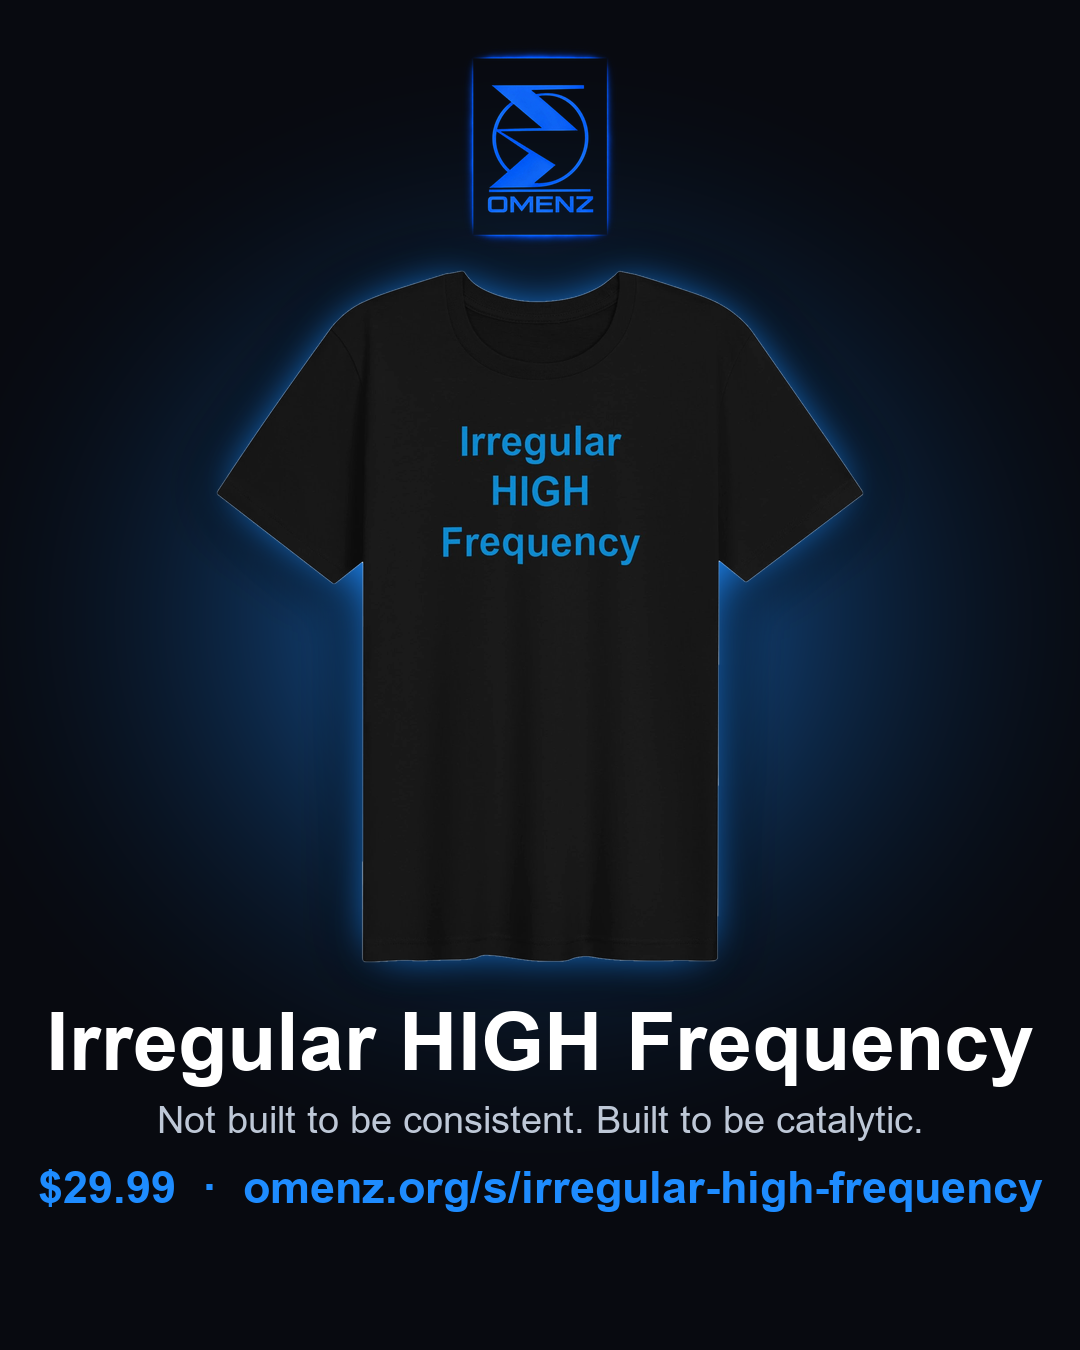 OMENZ
Irregular
HIGH
Frequency
Irregular HIGH Frequency
Not built to be consistent. Built to be catalytic.
$29.99 · omenz.org/s/irregular-high-frequency